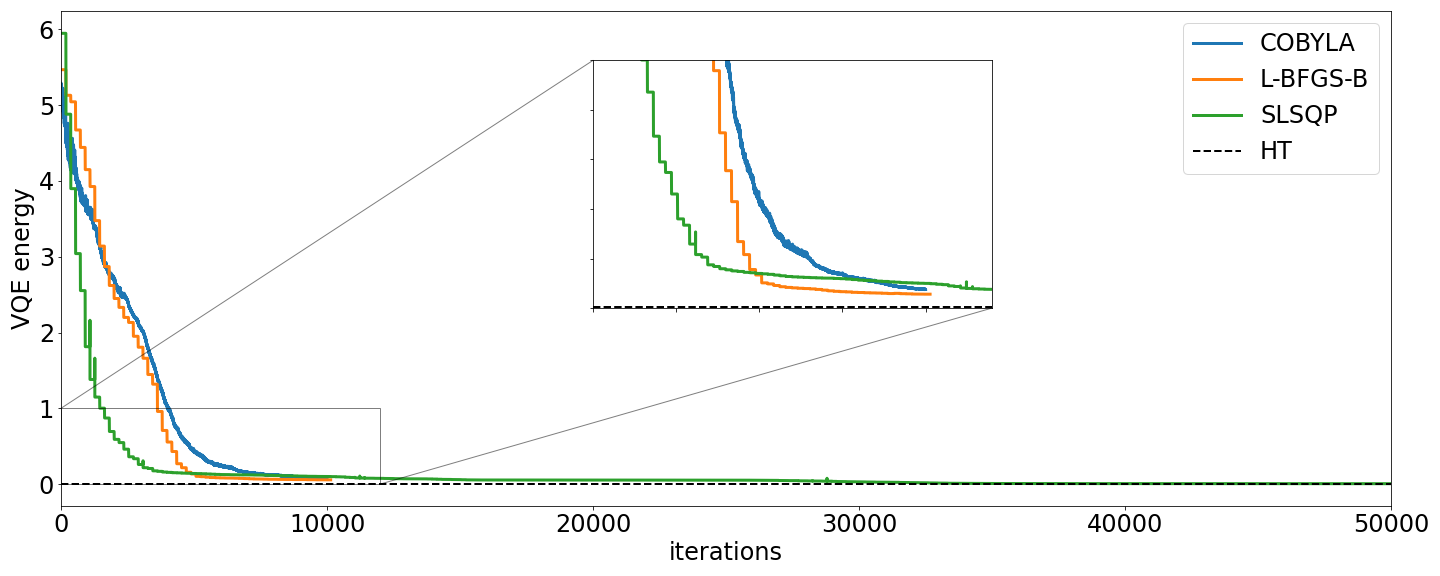 6
5
4
3
2
1
0
VQE energy
COBYLA
L-BFGS-B
SLSQP
HT
0 10000 20000 30000 40000 50000
iterations